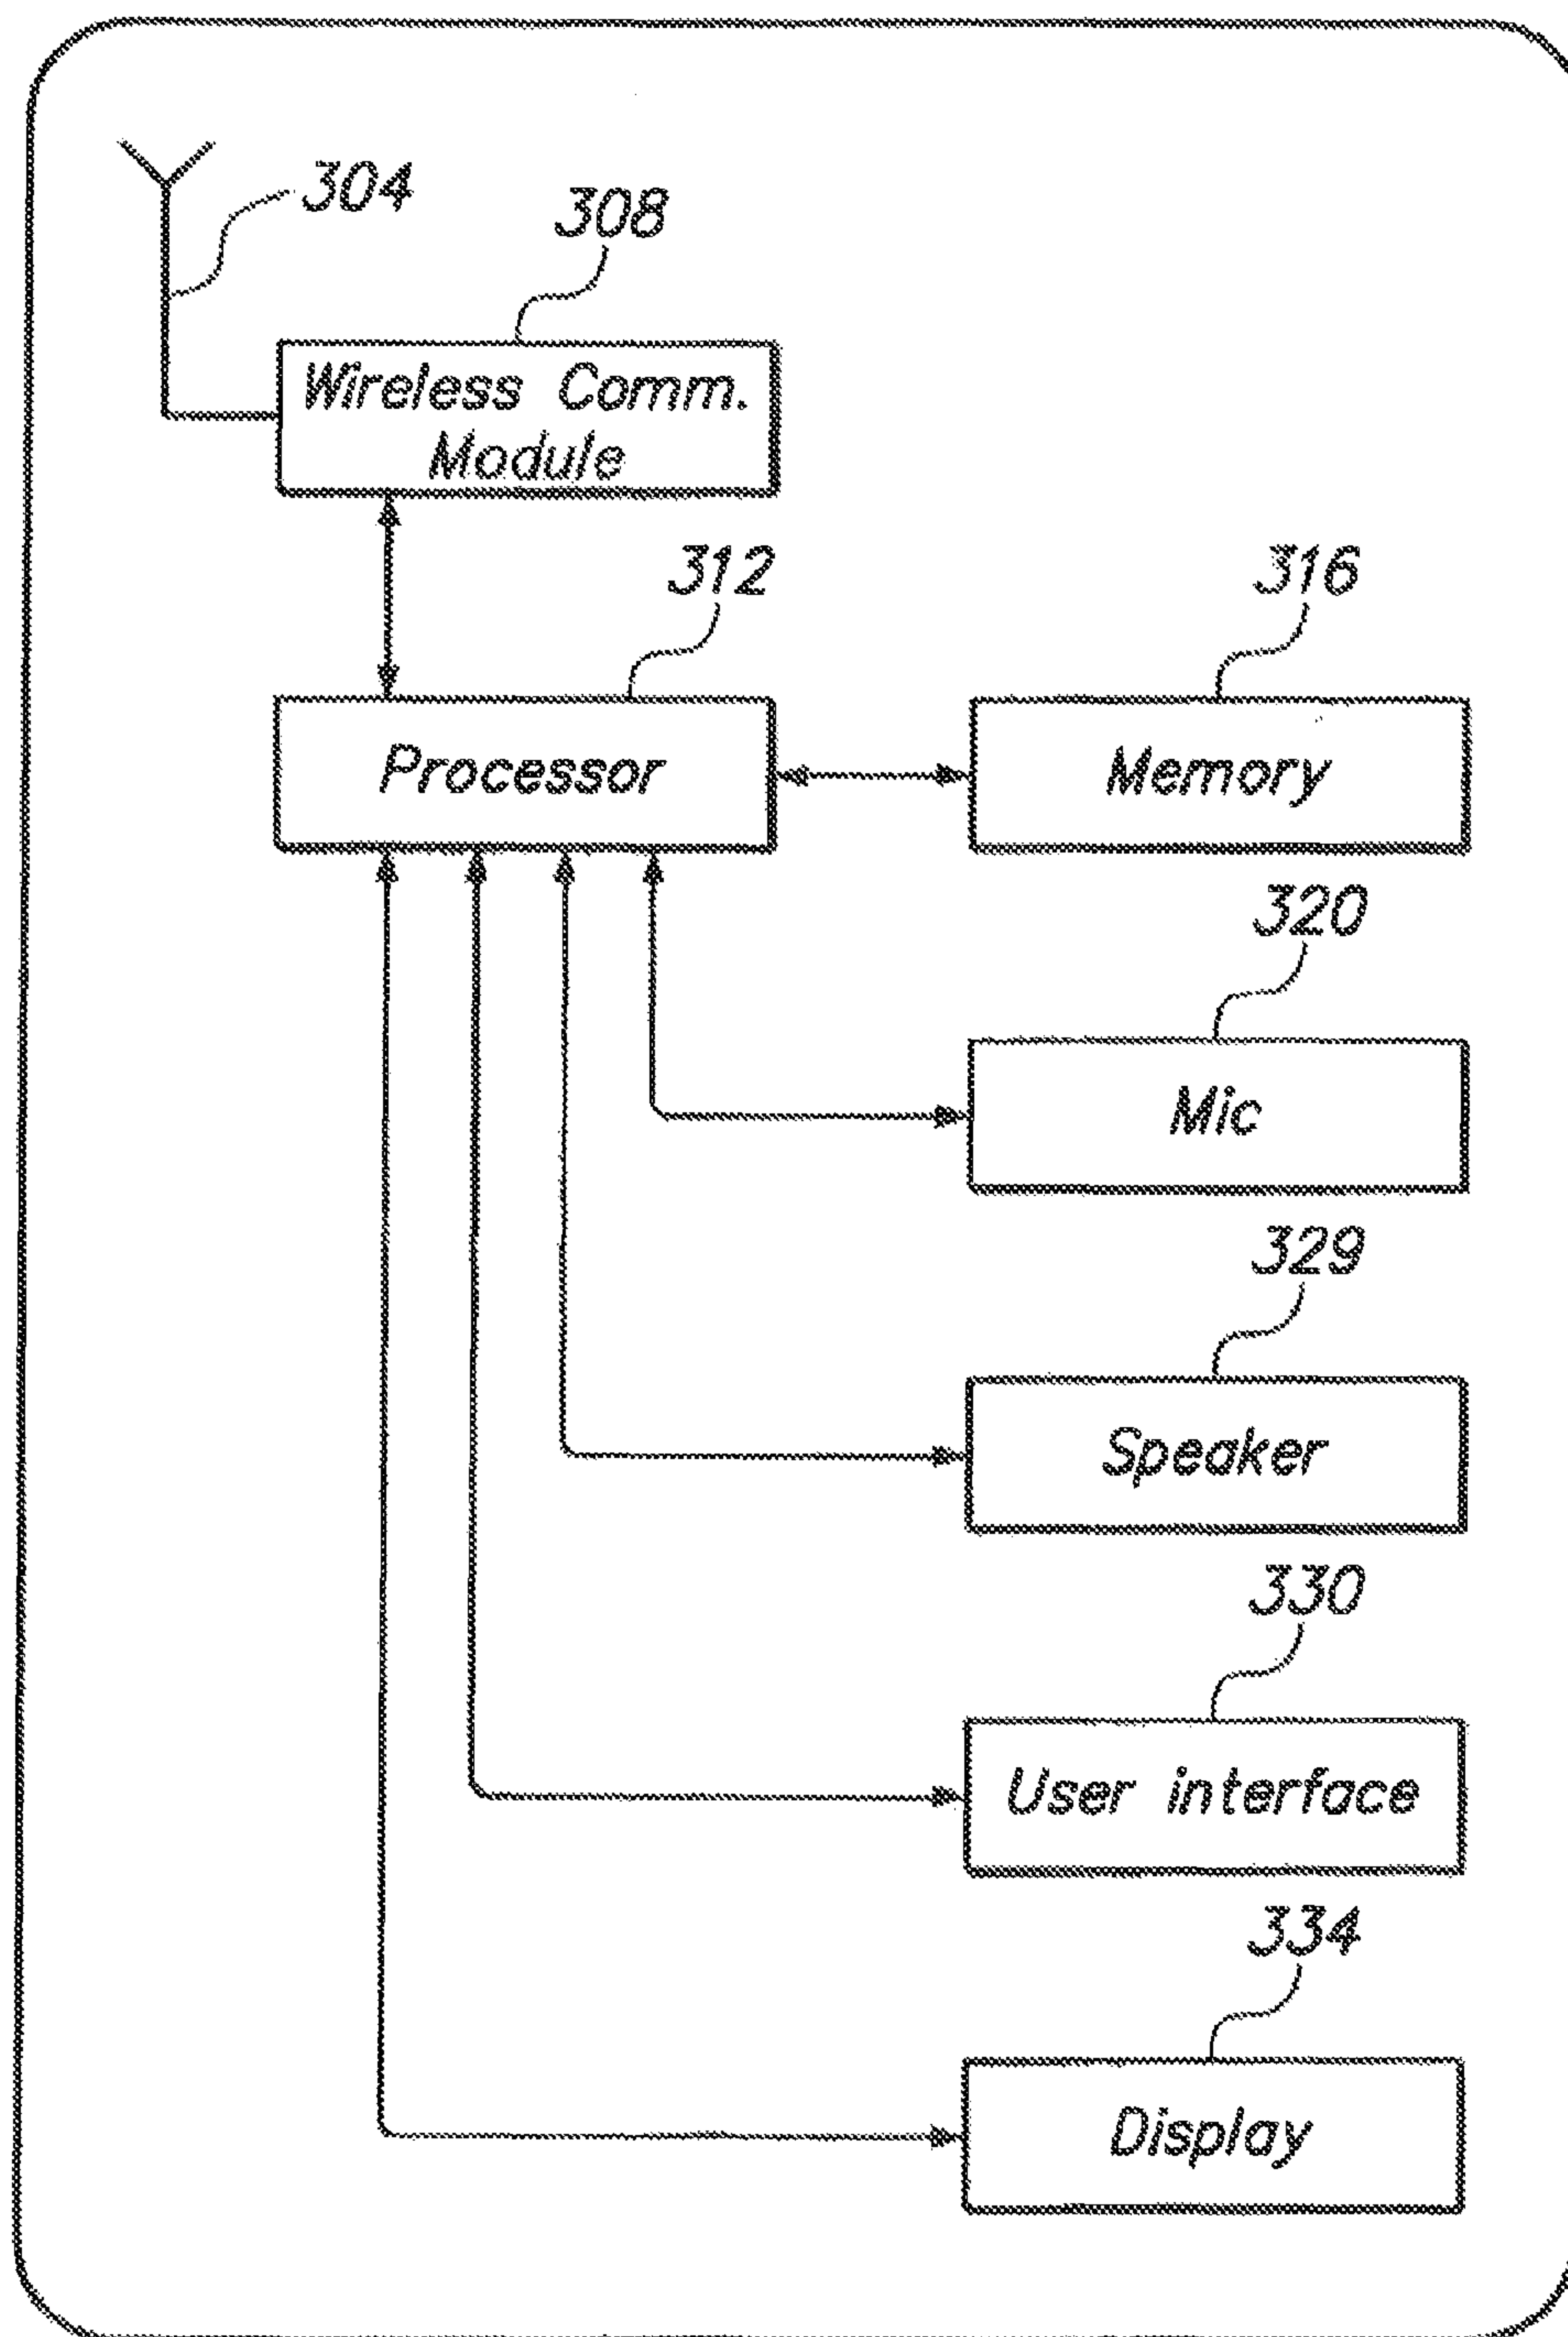 304
308
Wireless Comm.
Module
312
316
Processor
Memory
320
Mic
329
Speaker
330
User interface
334
Display